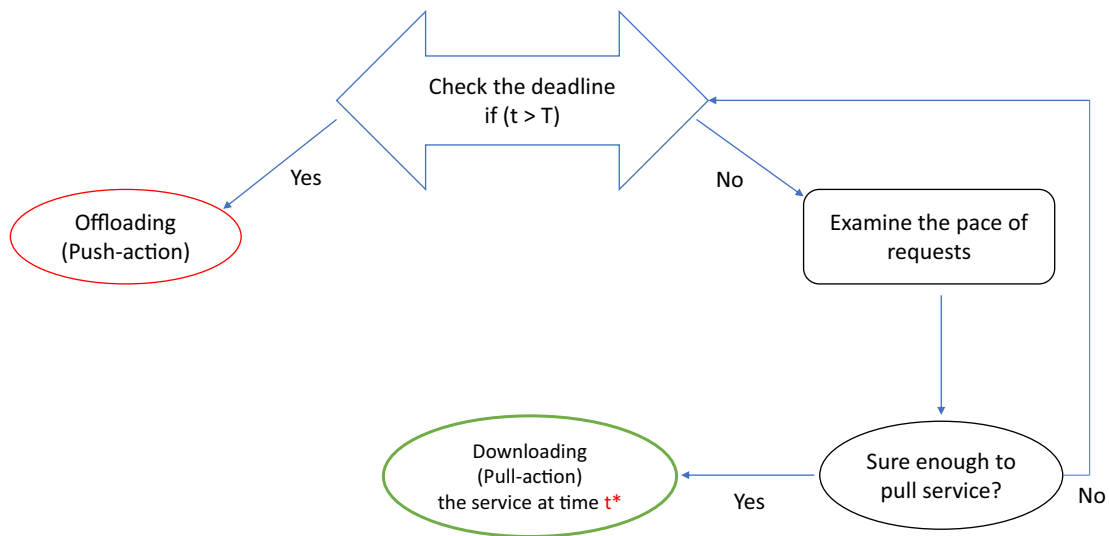 Check the deadline
if (t > T)
Yes
No
Offloading
(Push-action)
Examine the pace of
requests
Downloading
(Pull-action)
the service at time t*
Yes
Sure enough to
pull service?
No